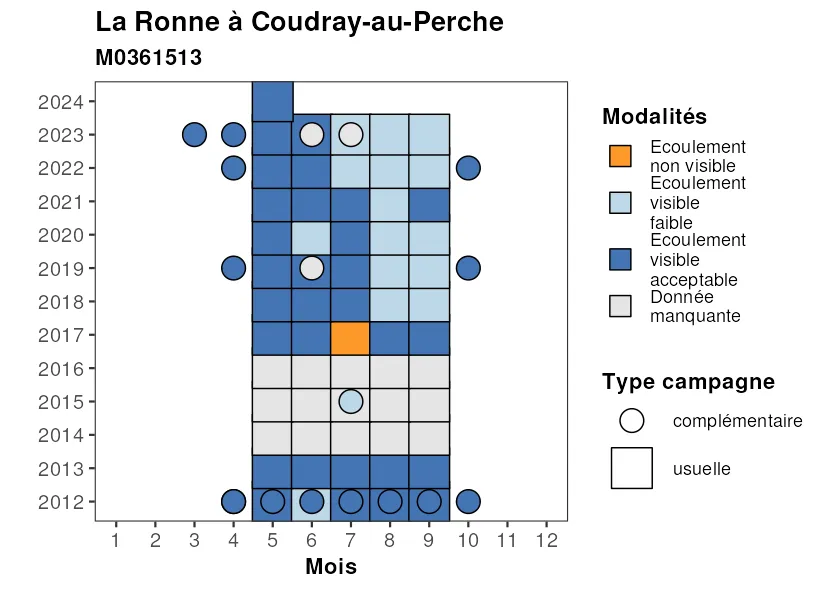 La Ronne à Coudray-au-Perche
M0361513
2024
2023
2022
2021
2020
2019
2018
2017
2016
2015
2014
2013
2012
1 2 3 4 5 6 7 8 9 10 11 12
Mois
Modalités
Ecoulement
non visible
Ecoulement
visible
faible
Ecoulement
visible
acceptable
Donnée
manquante
Type campagne
complémentaire
usuelle